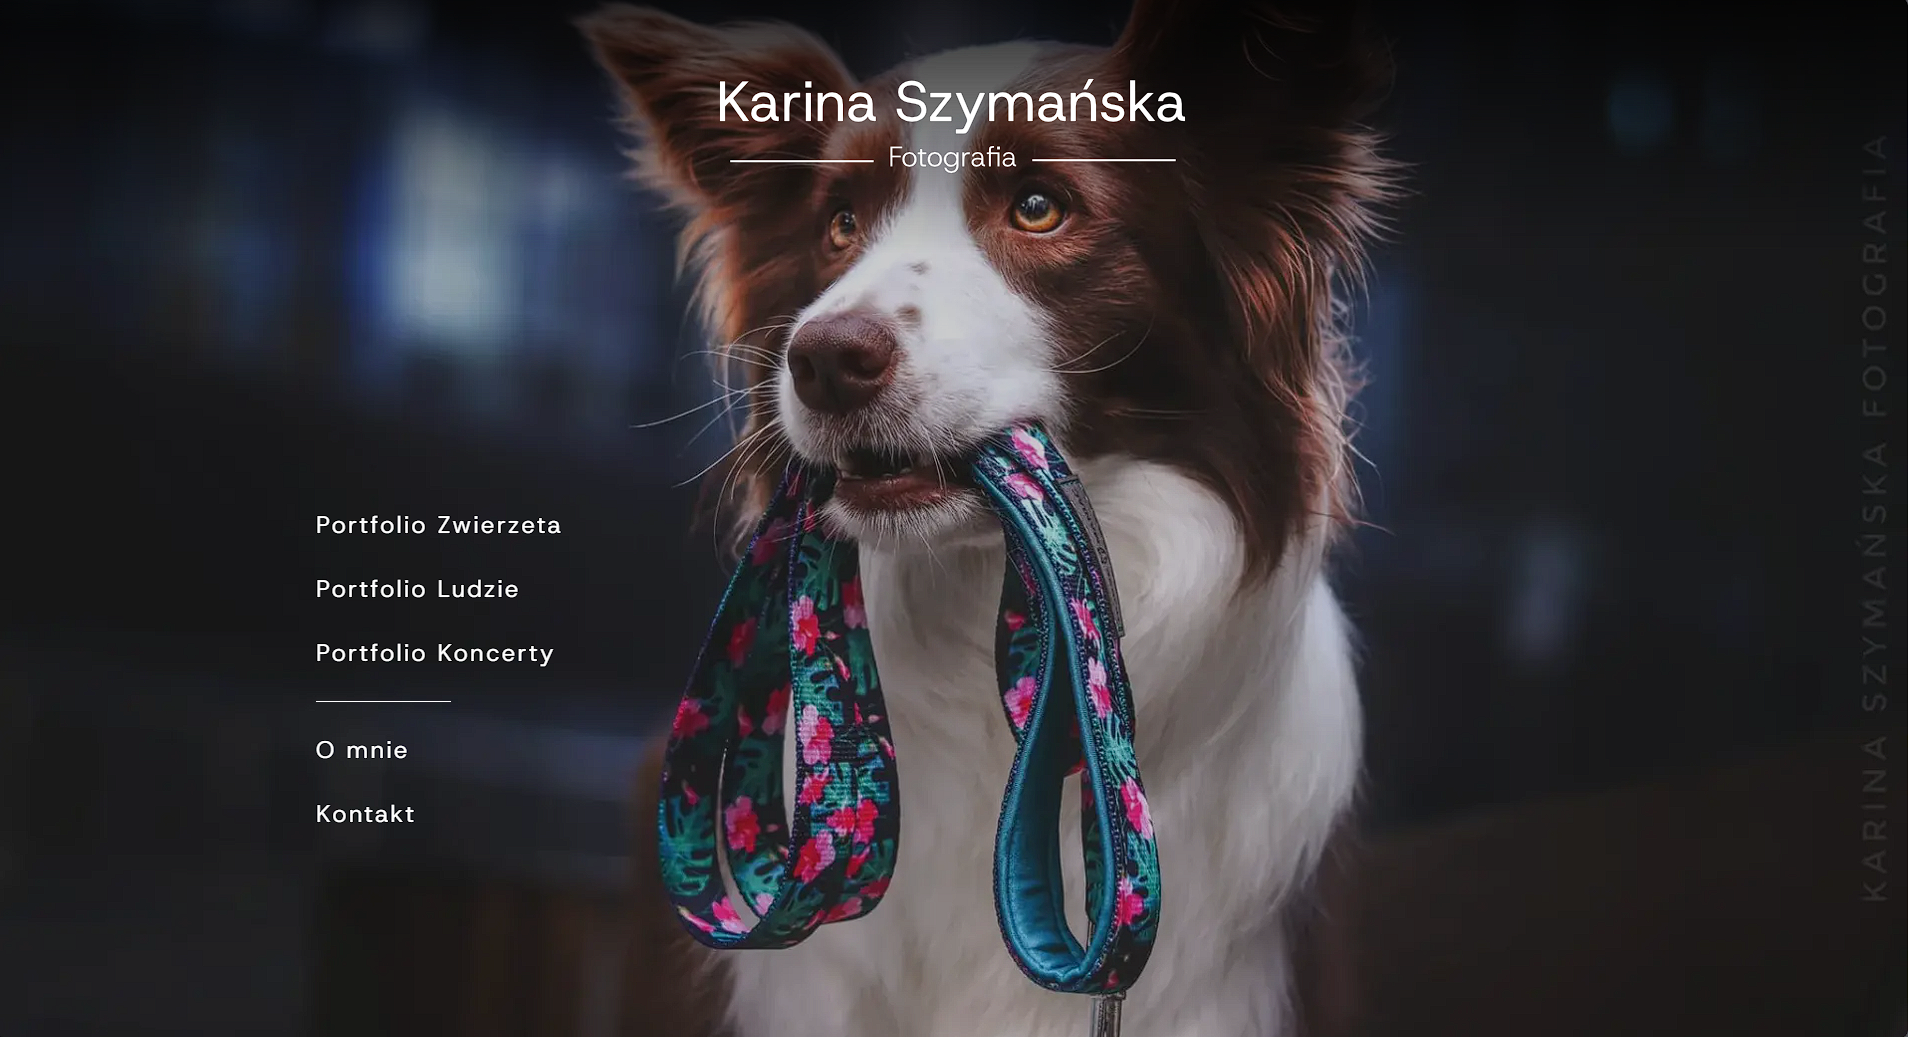 Karina Szymańska
Fotografia
Portfolio Zwierzeta
Portfolio Ludzie
Portfolio Koncerty
O mnie
Kontakt
KARINA SZYMAŃSKA FOTOGRAFIA